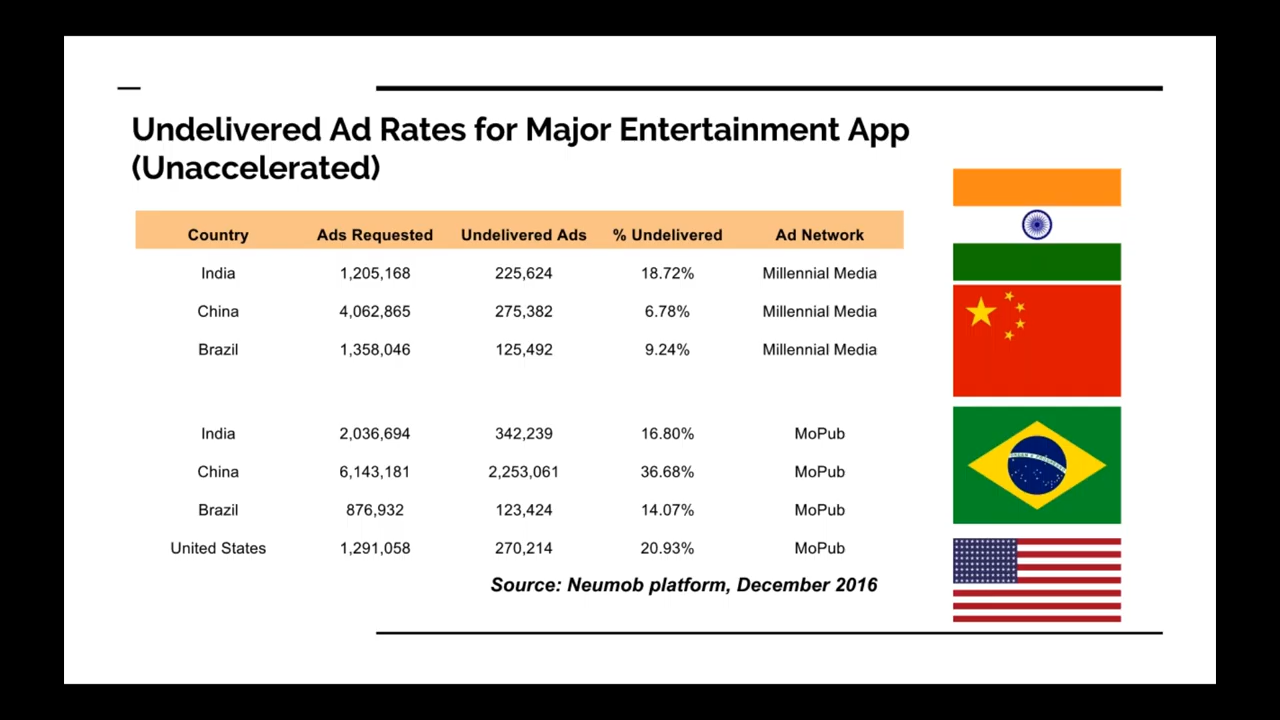 Undelivered Ad Rates for Major Entertainment App
(Unaccelerated)
Country Ads Requested Undelivered Ads % Undelivered Ad Network
India 1,205,168 225,624 18.72% Millennial Media
China 4,062,865 275,382 6.78% Millennial Media
Brazil 1,358,046 125,492 9.24% Millennial Media
India 2,036,694 342,239 16.80% MoPub
China 6,143,181 2,253,061 36.68% MoPub
Brazil 876,932 123,424 14.07% MoPub
United States 1,291,058 270,214 20.93% MoPub
Source: Neumob platform, December 2016